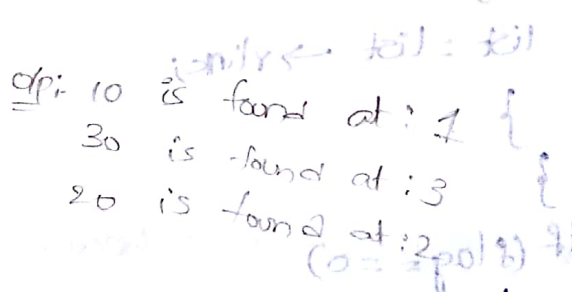 o/p:- 10 is found at : 1
30 is found at : 3
20 is found at : 2